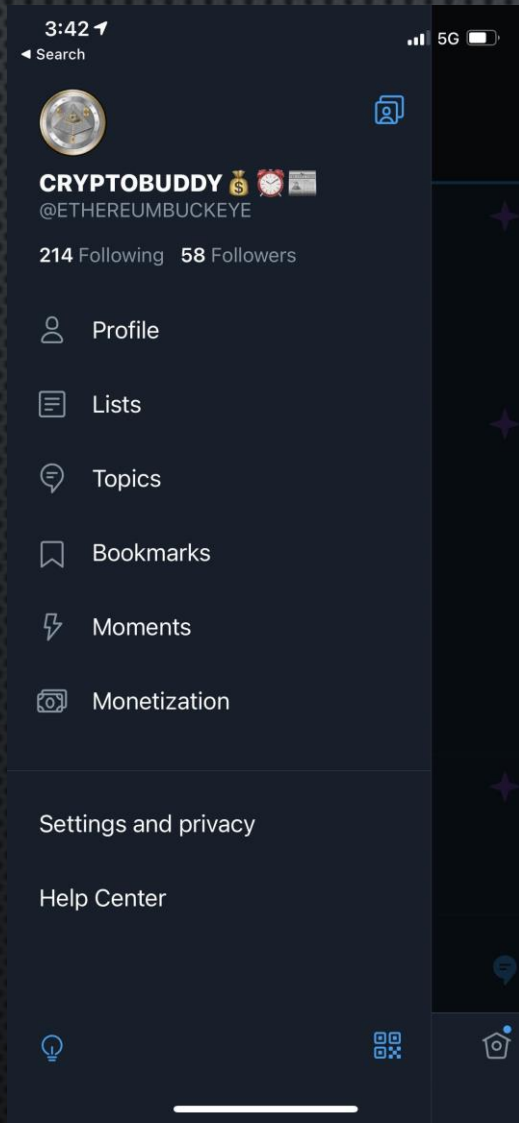 3:42
5G
◀ Search
CRYPTOBUDDY💰⏰📰
@ETHEREUMBUCKEYE
214 Following 58 Followers
Profile
Lists
Topics
Bookmarks
Moments
Monetization
Settings and privacy
Help Center